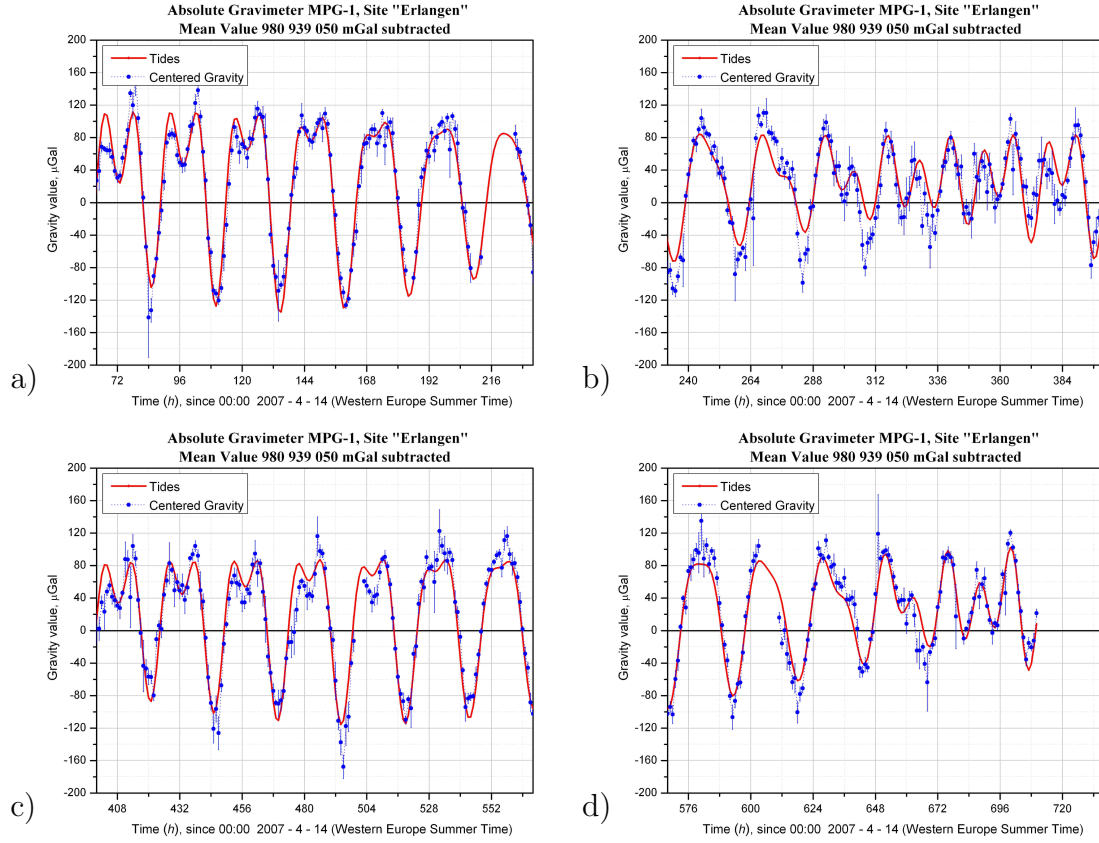 Absolute Gravimeter MPG-1, Site "Erlangen"
Mean Value 980 939 050 mGal subtracted
Tides
Centered Gravity
Gravity value, µGal
200
160
120
80
40
0
-40
-80
-120
-160
-200
72 96 120 144 168 192 216
Time (h), since 00:00 2007 - 4 - 14 (Western Europe Summer Time)
a)
Absolute Gravimeter MPG-1, Site "Erlangen"
Mean Value 980 939 050 mGal subtracted
Tides
Centered Gravity
Gravity value, µGal
200
160
120
80
40
0
-40
-80
-120
-160
-200
240 264 288 312 336 360 384
Time (h), since 00:00 2007 - 4 - 14 (Western Europe Summer Time)
b)
Absolute Gravimeter MPG-1, Site "Erlangen"
Mean Value 980 939 050 mGal subtracted
Tides
Centered Gravity
Gravity value, µGal
200
160
120
80
40
0
-40
-80
-120
-160
-200
408 432 456 480 504 528 552
Time (h), since 00:00 2007 - 4 - 14 (Western Europe Summer Time)
c)
Absolute Gravimeter MPG-1, Site "Erlangen"
Mean Value 980 939 050 mGal subtracted
Tides
Centered Gravity
Gravity value, µGal
200
160
120
80
40
0
-40
-80
-120
-160
-200
576 600 624 648 672 696 720
Time (h), since 00:00 2007 - 4 - 14 (Western Europe Summer Time)
d)